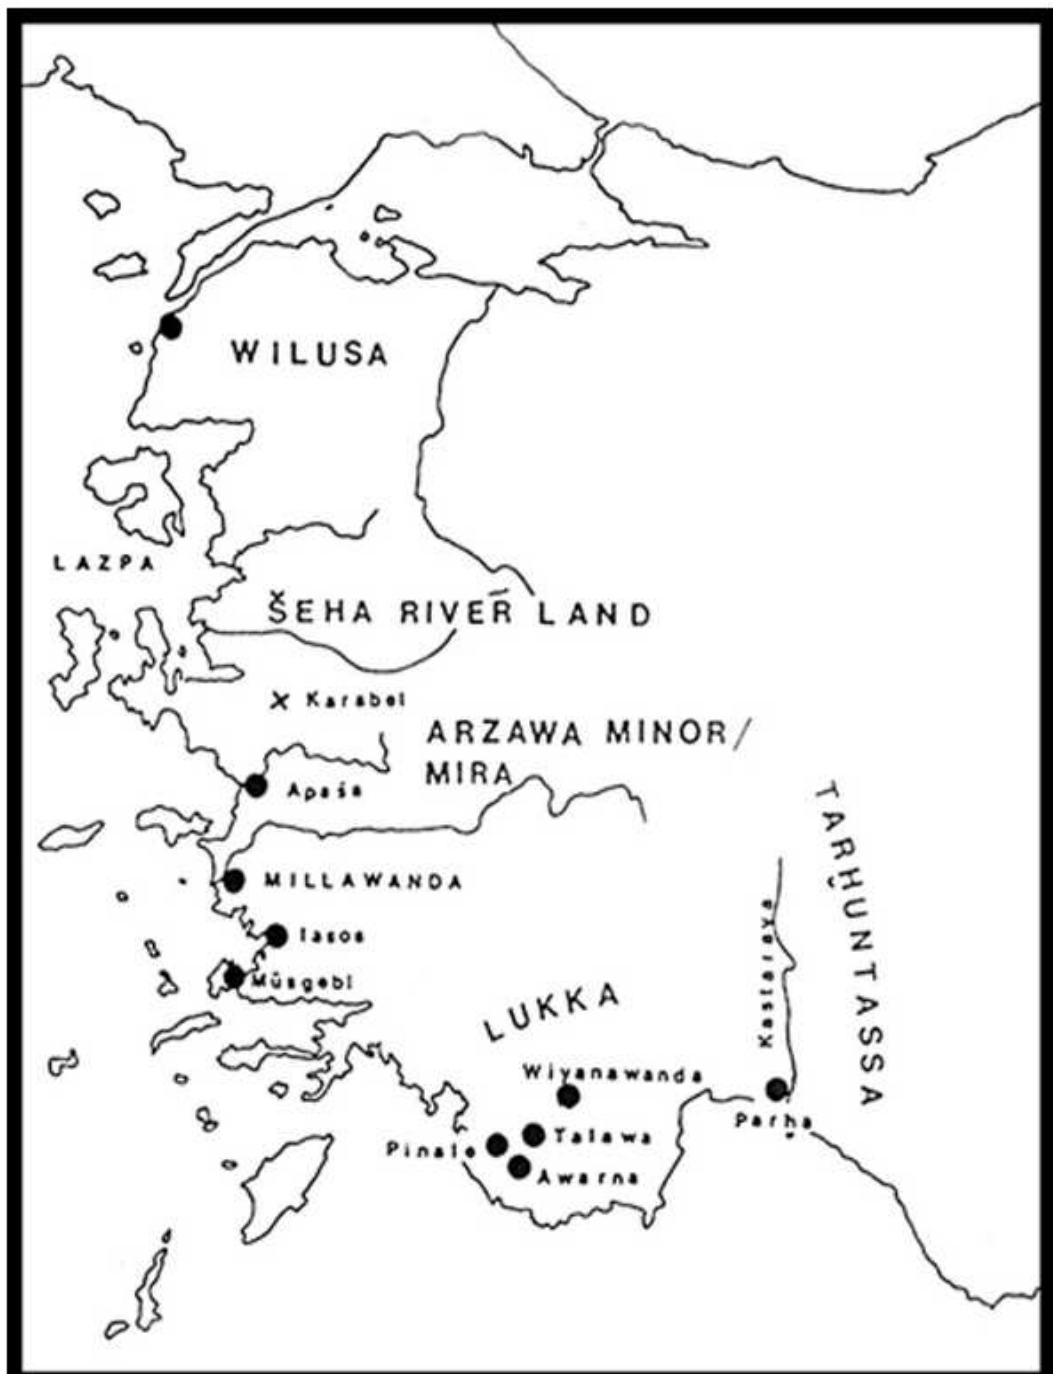 WILUSA
LAZPA
ŠEHA RIVER LAND
Karabel
ARZAWA MINOR/
MIRA
Apaša
TARḪUNTASSA
MILLAWANDA
Kastaraya
Iasos
Müsgebi
LUKKA
Wiyanawanda
Parḫa
Talawa
Pinale
Awarna